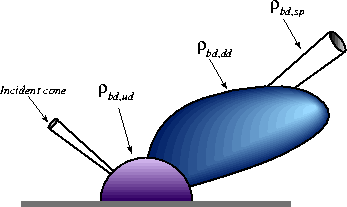 ρbd,sp
ρbd,dd
Incident cone
ρbd,ud